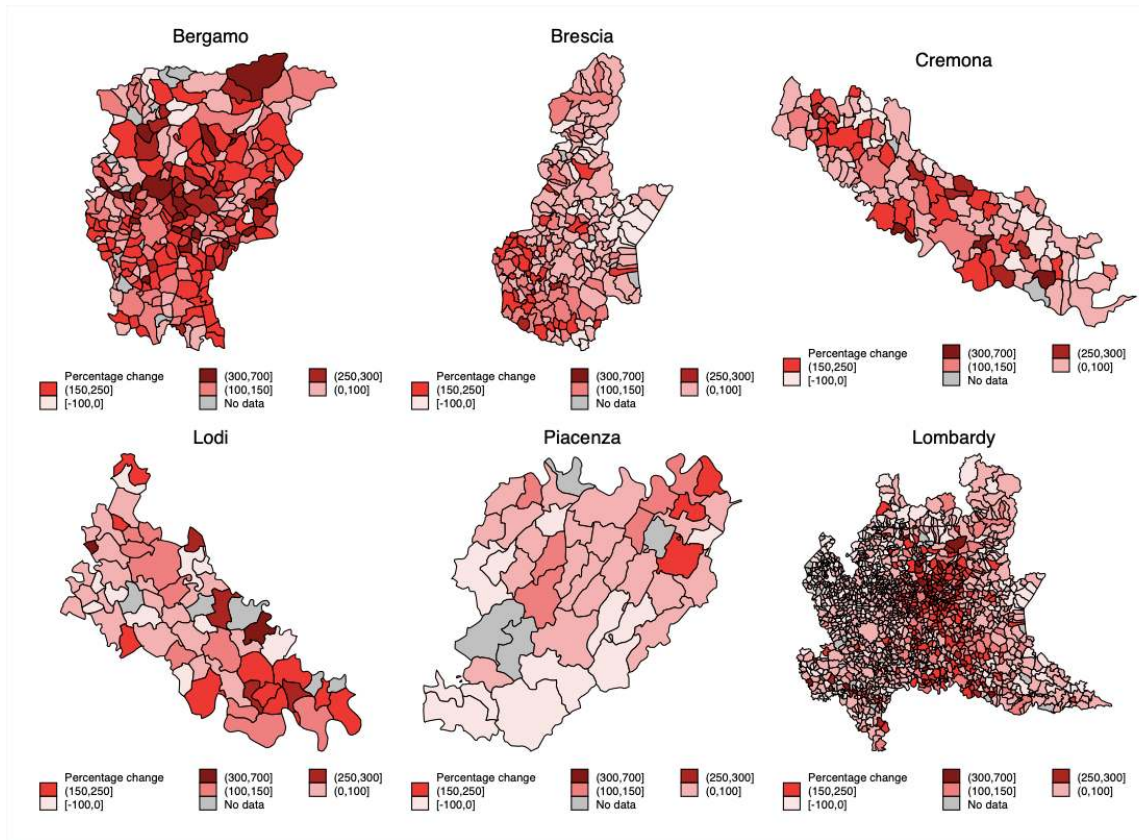 Bergamo
Brescia
Cremona
Percentage change
(300,700]
(250,300]
(150,250]
(100,150]
(0,100]
[-100,0]
No data
Percentage change
(300,700]
(250,300]
(150,250]
(100,150]
(0,100]
[-100,0]
No data
Percentage change
(300,700]
(250,300]
(150,250]
(100,150]
(0,100]
[-100,0]
No data
Lodi
Piacenza
Lombardy
Percentage change
(300,700]
(250,300]
(150,250]
(100,150]
(0,100]
[-100,0]
No data
Percentage change
(300,700]
(250,300]
(150,250]
(100,150]
(0,100]
[-100,0]
No data
Percentage change
(300,700]
(250,300]
(150,250]
(100,150]
(0,100]
[-100,0]
No data